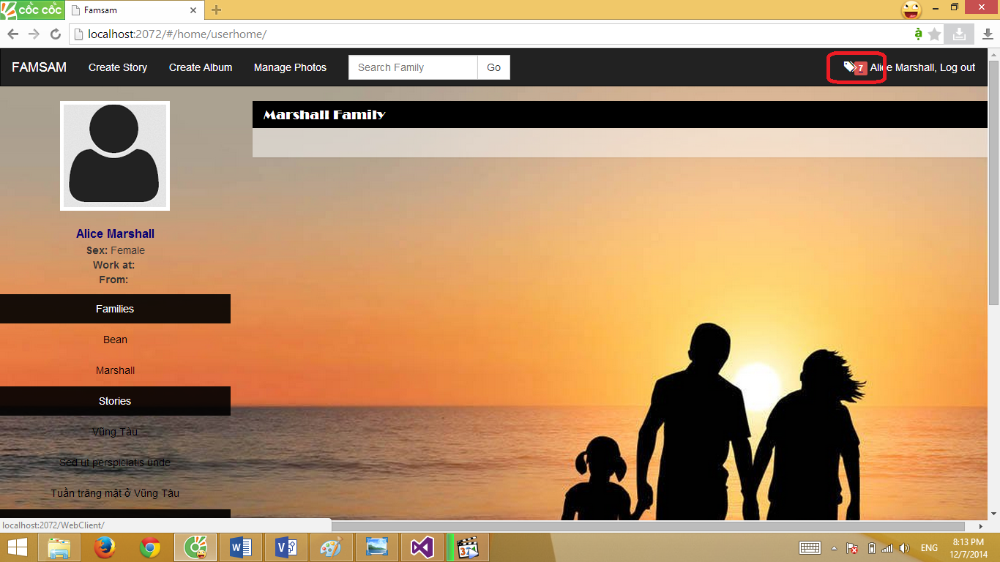 cốc cốc
Famsam
localhost:2072/#/home/userhome/
FAMSAM Create Story Create Album Manage Photos Search Family Go 7 Alice Marshall, Log out
Marshall Family
Alice Marshall
Sex: Female
Work at:
From:
Families
Bean
Marshall
Stories
Vũng Tàu
Sed ut perspiciatis unde
Tuần trăng mật ở Vũng Tàu
localhost:2072/WebClient/
ENG
8:13 PM
12/7/2014